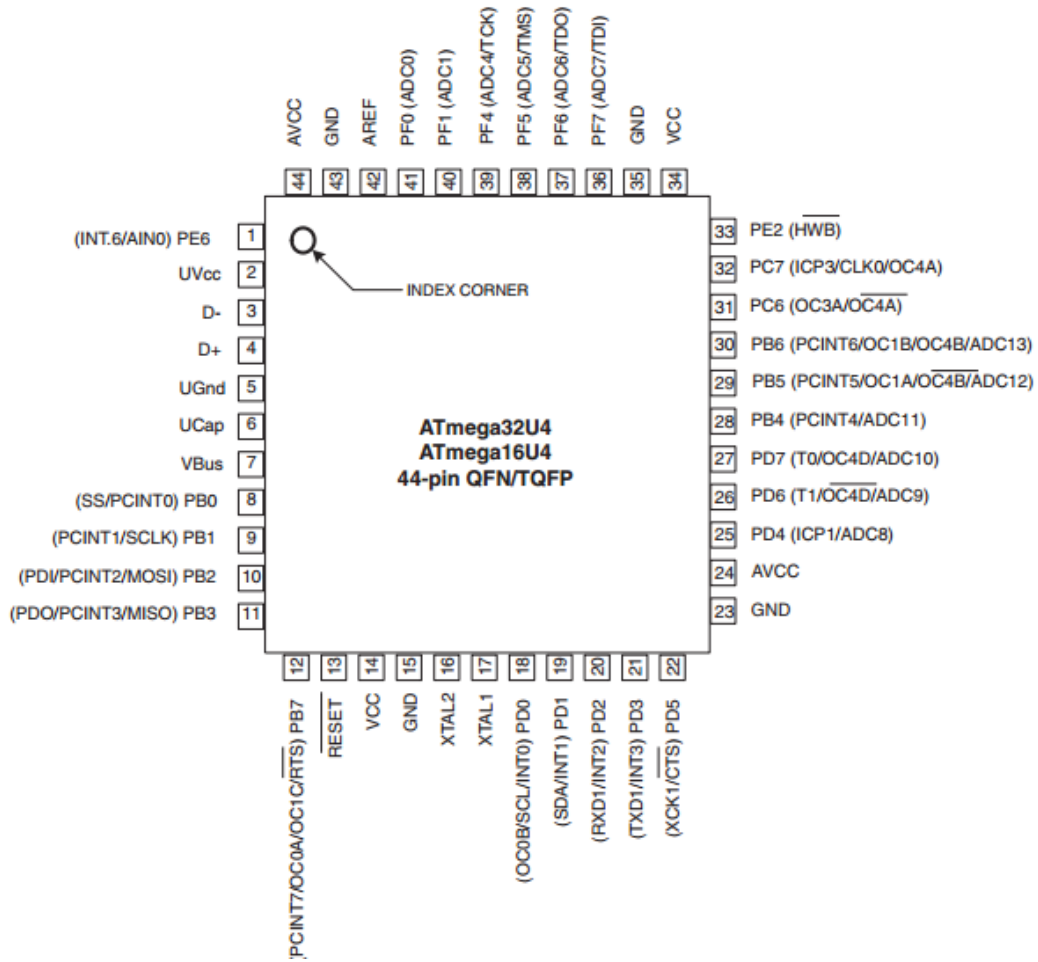 AVCC
GND
AREF
PF0 (ADC0)
PF1 (ADC1)
PF4 (ADC4/TCK)
PF5 (ADC5/TMS)
PF6 (ADC6/TDO)
PF7 (ADC7/TDI)
GND
VCC
44
43
42
41
40
39
38
37
36
35
34
(INT.6/AIN0) PE6 1
UVcc 2
D- 3
D+ 4
UGnd 5
UCap 6
VBus 7
(SS/PCINT0) PB0 8
(PCINT1/SCLK) PB1 9
(PDI/PCINT2/MOSI) PB2 10
(PDO/PCINT3/MISO) PB3 11
INDEX CORNER
ATmega32U4
ATmega16U4
44-pin QFN/TQFP
33 PE2 (HWB)
32 PC7 (ICP3/CLK0/OC4A)
31 PC6 (OC3A/OC4A)
30 PB6 (PCINT6/OC1B/OC4B/ADC13)
29 PB5 (PCINT5/OC1A/OC4B/ADC12)
28 PB4 (PCINT4/ADC11)
27 PD7 (T0/OC4D/ADC10)
26 PD6 (T1/OC4D/ADC9)
25 PD4 (ICP1/ADC8)
24 AVCC
23 GND
12
13
14
15
16
17
18
19
20
21
22
(PCINT7/OC0A/OC1C/RTS) PB7
RESET
VCC
GND
XTAL2
XTAL1
(OC0B/SCL/INT0) PD0
(SDA/INT1) PD1
(RXD1/INT2) PD2
(TXD1/INT3) PD3
(XCK1/CTS) PD5